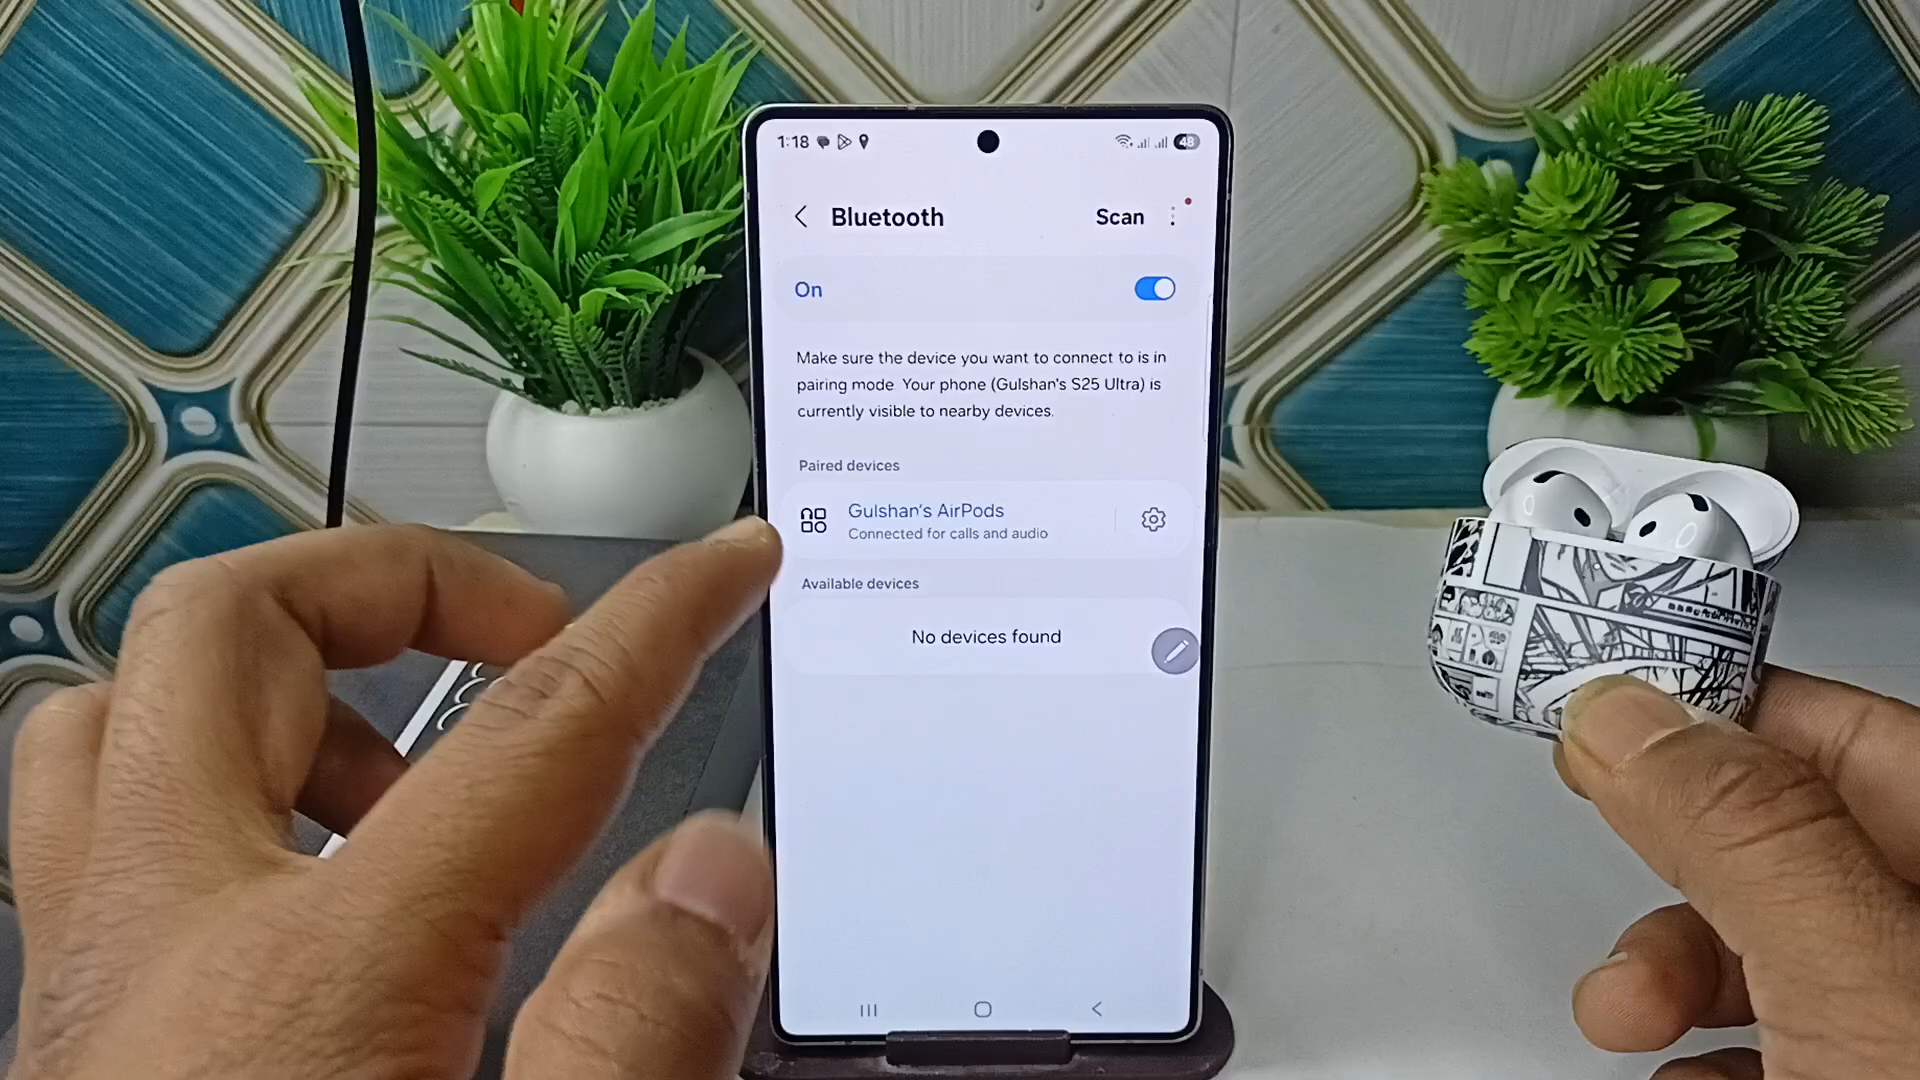 1:18
48
Bluetooth
Scan
On
Make sure the device you want to connect to is in
pairing mode. Your phone (Gulshan's S25 Ultra) is
currently visible to nearby devices.
Paired devices
Gulshan's AirPods
Connected for calls and audio
Available devices
No devices found